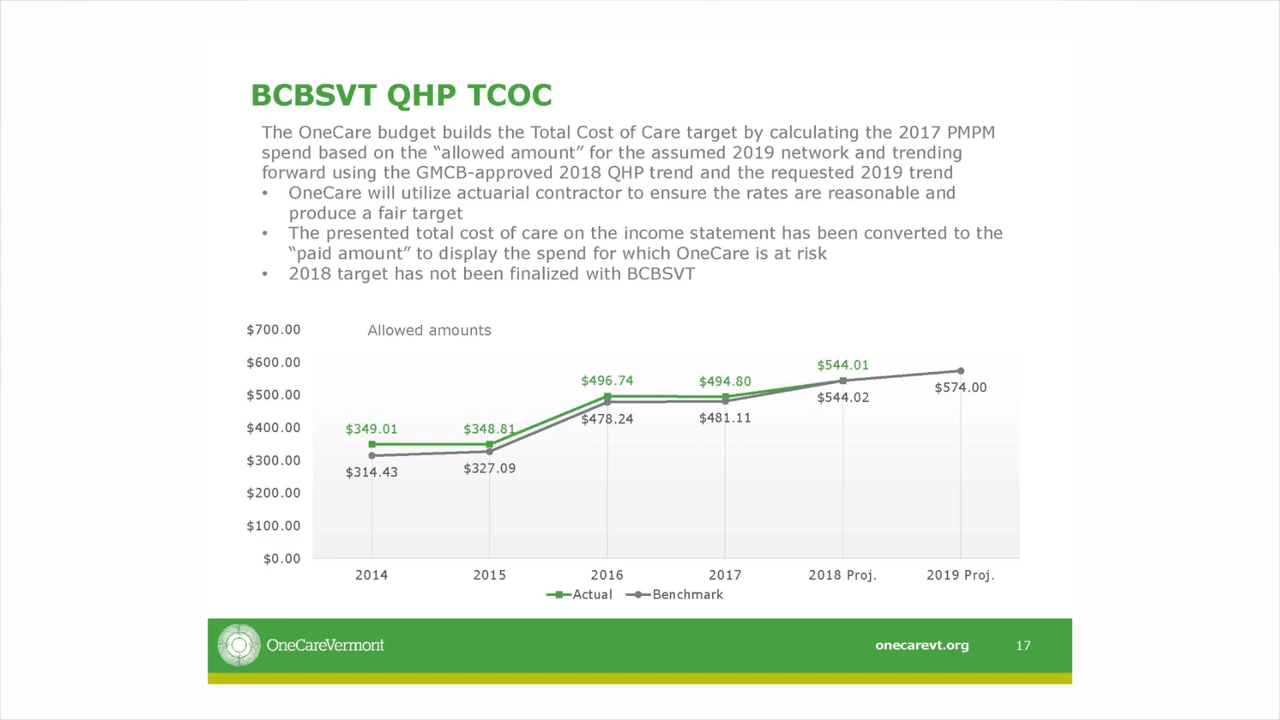 BCBSVT QHP TCOC
The OneCare budget builds the Total Cost of Care target by calculating the 2017 PMPM
spend based on the “allowed amount” for the assumed 2019 network and trending
forward using the GMCB-approved 2018 QHP trend and the requested 2019 trend
• OneCare will utilize actuarial contractor to ensure the rates are reasonable and
produce a fair target
• The presented total cost of care on the income statement has been converted to the
“paid amount” to display the spend for which OneCare is at risk
• 2018 target has not been finalized with BCBSVT
Allowed amounts
$700.00
$600.00
$500.00
$400.00
$300.00
$200.00
$100.00
$0.00
$349.01
$348.81
$496.74
$494.80
$544.01
$314.43
$327.09
$478.24
$481.11
$544.02
$574.00
2014 2015 2016 2017 2018 Proj. 2019 Proj.
Actual Benchmark
OneCareVermont onecarevt.org 17